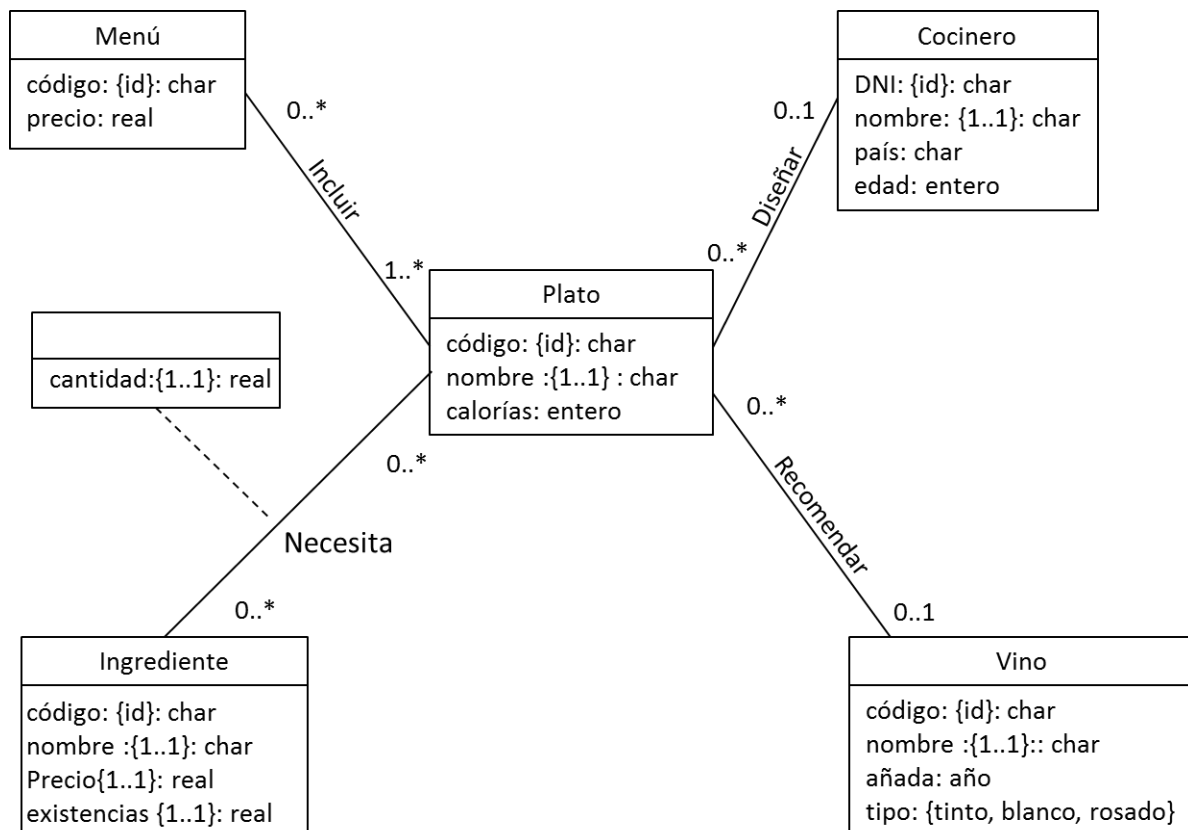 Menú
código: {id}: char
precio: real
Cocinero
DNI: {id}: char
nombre: {1..1}: char
país: char
edad: entero
0..*
Incluir
1..*
0..1
Diseñar
0..*
Plato
código: {id}: char
nombre :{1..1} : char
calorías: entero
cantidad:{1..1}: real
0..*
Necesita
0..*
0..*
Recomendar
0..1
Ingrediente
código: {id}: char
nombre :{1..1}: char
Precio{1..1}: real
existencias {1..1}: real
Vino
código: {id}: char
nombre :{1..1}:: char
añada: año
tipo: {tinto, blanco, rosado}